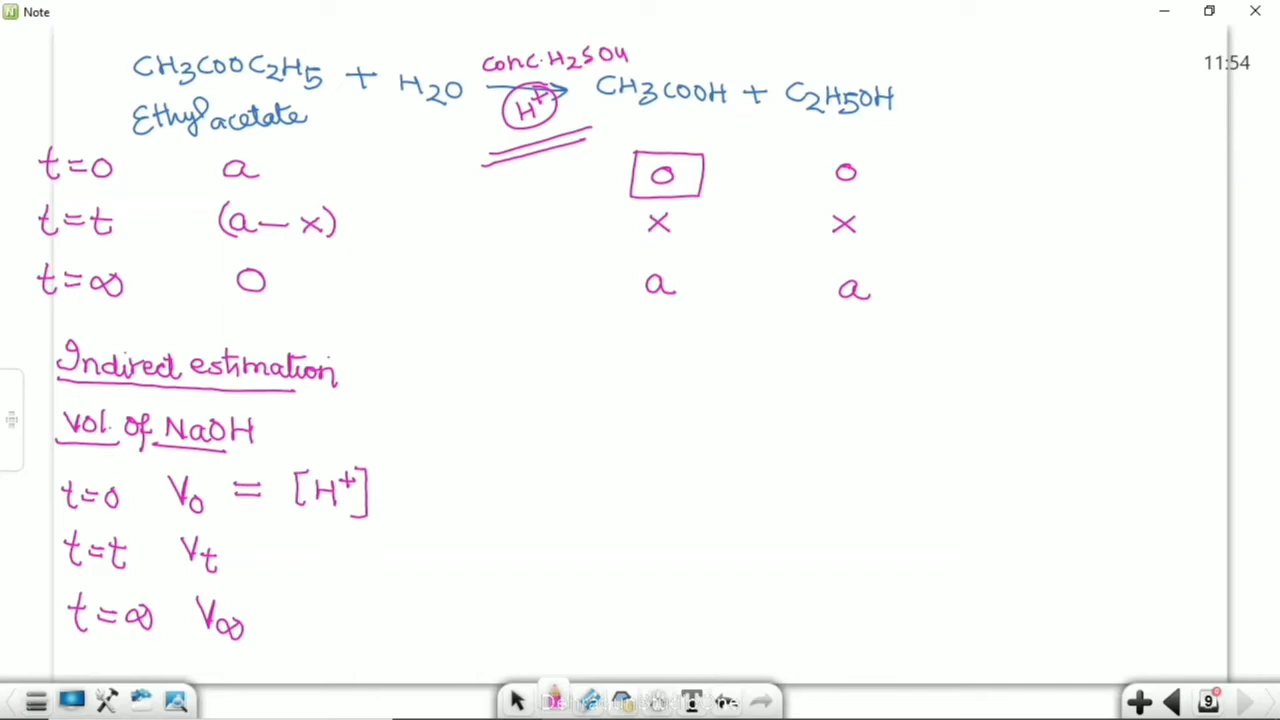 Note
11:54
conc. H2SO4
CH3COOC2H5 + H2O → CH3COOH + C2H5OH
H+
Ethyl acetate
t=0 a 0 0
t=t (a-x) x x
t=∞ 0 a a
Indirect estimation
Vol. of NaOH
t=0 V0 = [H+]
t=t Vt
t=∞ V∞
9